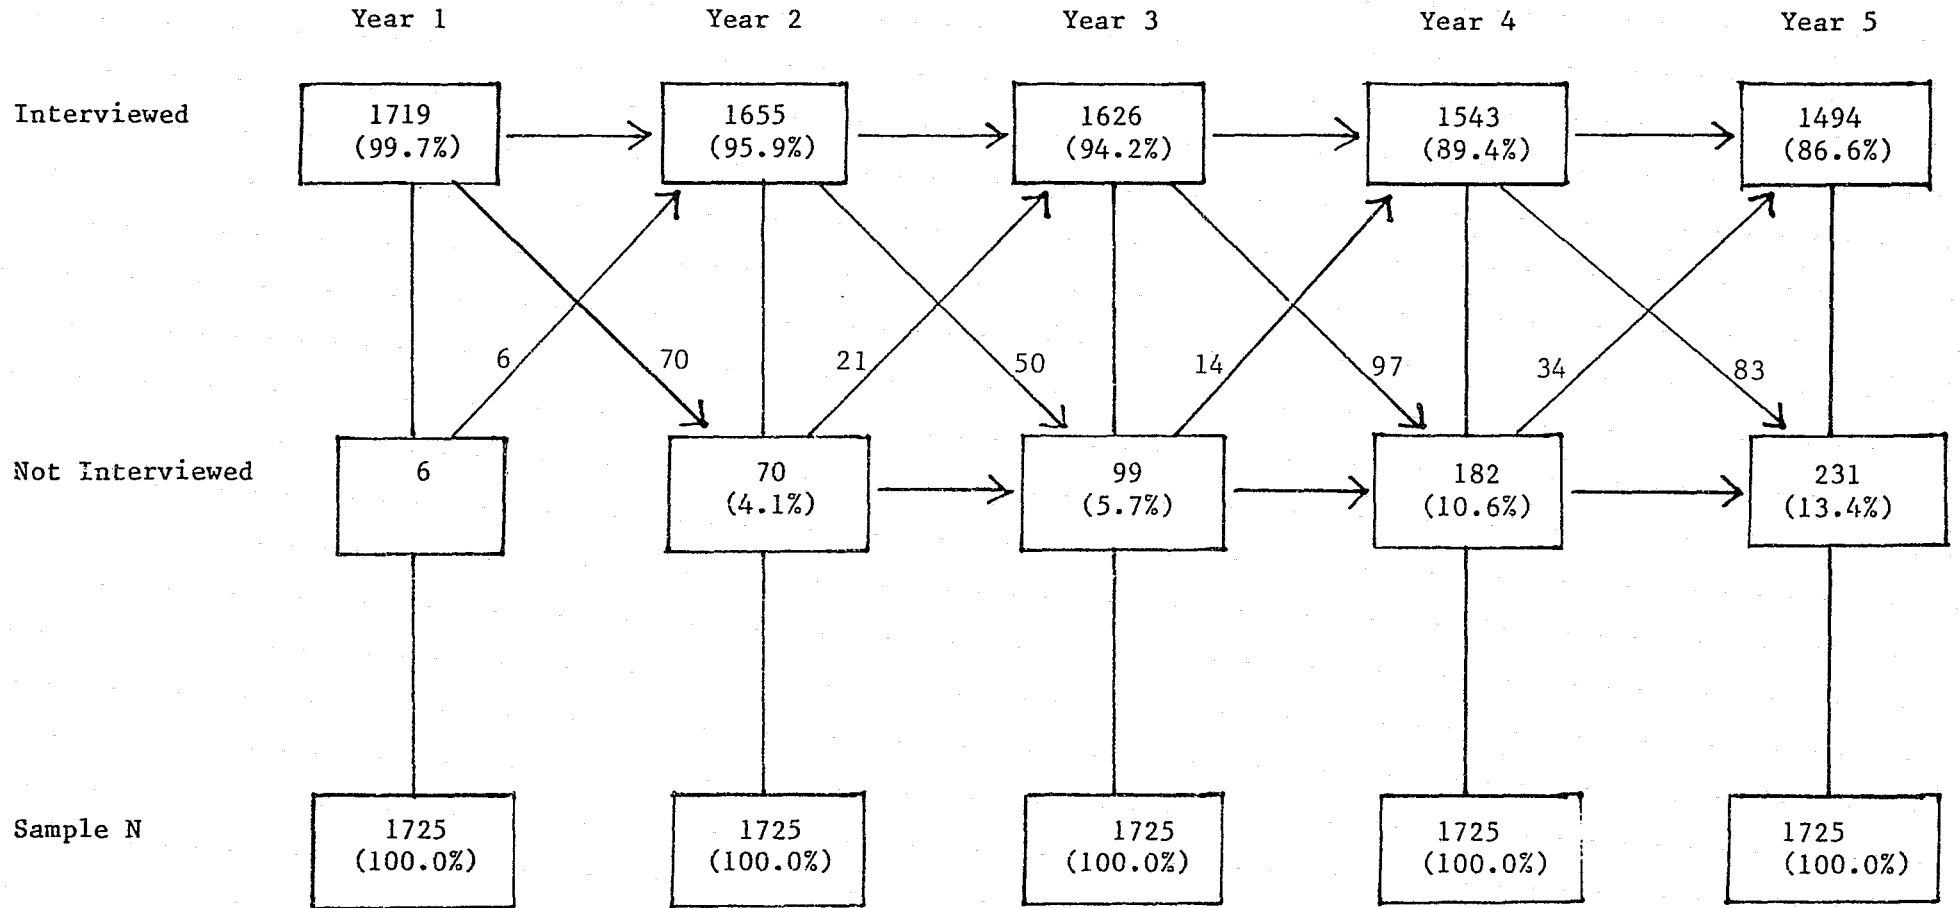 Year 1 Year 2 Year 3 Year 4 Year 5
Interviewed 1719 1655 1626 1543 1494
(99.7%) (95.9%) (94.2%) (89.4%) (86.6%)
6 70 21 50 14 97 34 83
Not Interviewed 6 70 99 182 231
(4.1%) (5.7%) (10.6%) (13.4%)
Sample N 1725 1725 1725 1725 1725
(100.0%) (100.0%) (100.0%) (100.0%) (100.0%)